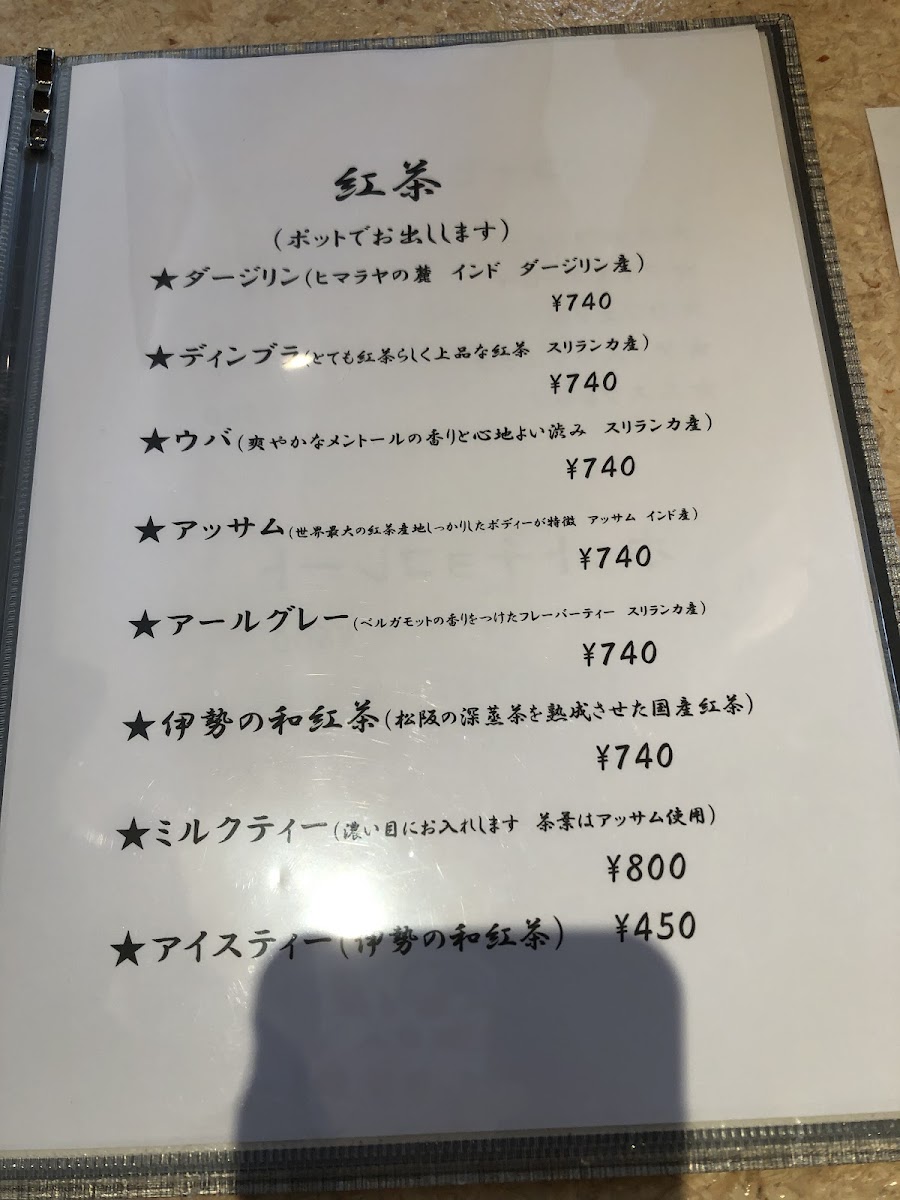 紅茶
(ポットでお出しします)
★ダージリン(ヒマラヤの麓 インド ダージリン産)
¥740
★ディンブラ(とても紅茶らしく上品な紅茶 スリランカ産)
¥740
★ウバ(爽やかなメントールの香りと心地よい渋み スリランカ産)
¥740
★アッサム(世界最大の紅茶産地しっかりしたボディーが特徴 アッサム インド産)
¥740
★アールグレー(ベルガモットの香りをつけたフレーバーティー スリランカ産)
¥740
★伊勢の和紅茶(松阪の深蒸茶を熟成させた国産紅茶)
¥740
★ミルクティー(濃い目にお入れします 茶葉はアッサム使用)
¥800
★アイスティー(伊勢の和紅茶) ¥450